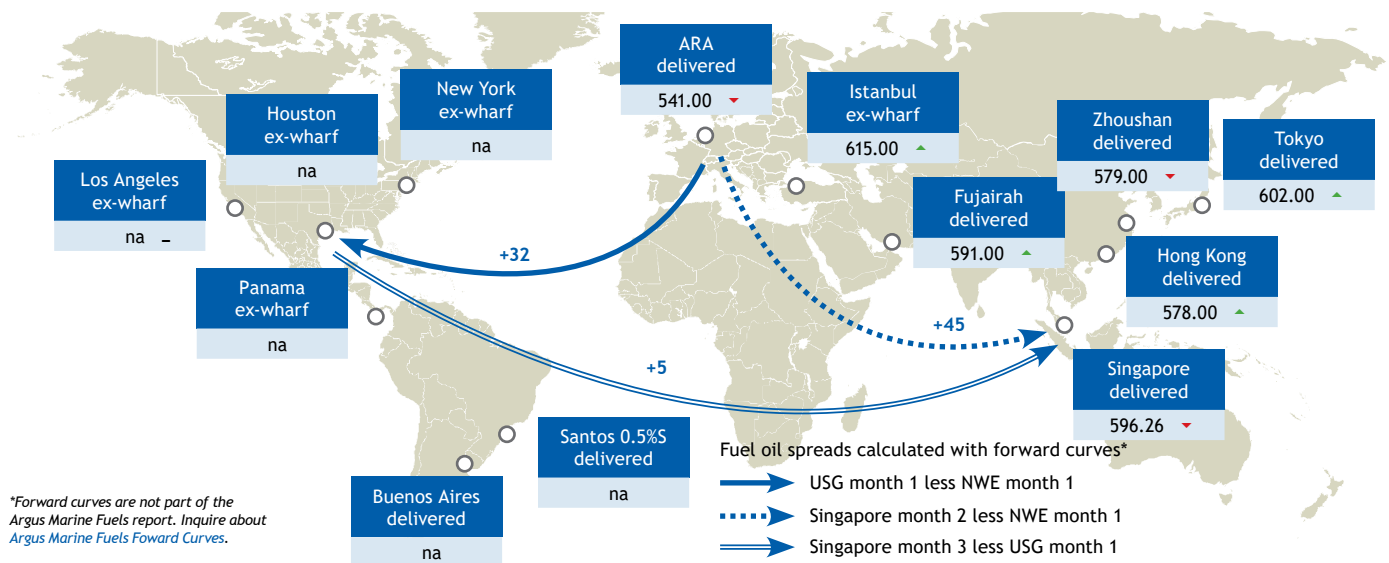 ARA
delivered
541.00
New York
ex-wharf
na
Istanbul
ex-wharf
615.00
Houston
ex-wharf
na
Zhoushan
delivered
579.00
Tokyo
delivered
602.00
Los Angeles
ex-wharf
na –
Fujairah
delivered
591.00
+32
Hong Kong
delivered
578.00
Panama
ex-wharf
na
+45
+5
Singapore
delivered
596.26
Santos 0.5%S
delivered
na
Buenos Aires
delivered
na
Fuel oil spreads calculated with forward curves*
USG month 1 less NWE month 1
Singapore month 2 less NWE month 1
Singapore month 3 less USG month 1
*Forward curves are not part of the
Argus Marine Fuels report. Inquire about
Argus Marine Fuels Foward Curves.